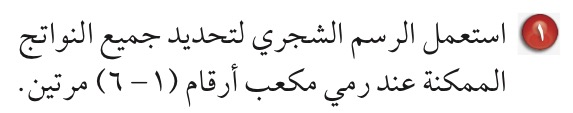 ١ استعمل الرسم الشجري لتحديد جميع النواتج
الممكنة عند رمي مكعب أرقام (١ – ٦) مرتين.